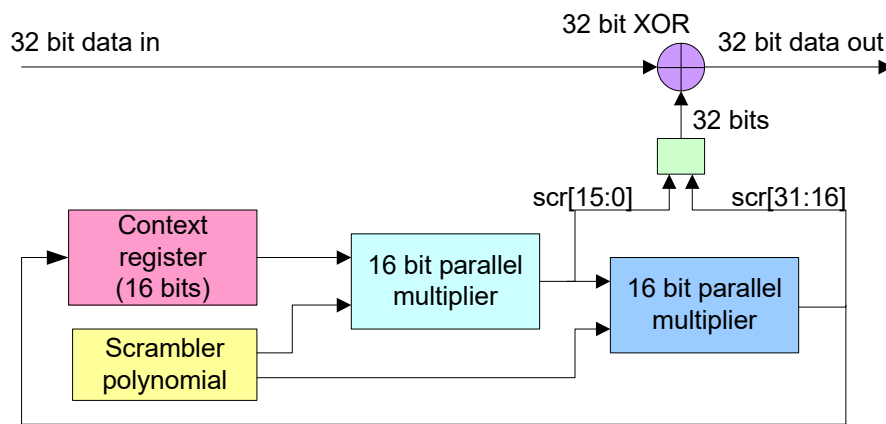 32 bit data in
32 bit XOR
32 bit data out
32 bits
scr[15:0]
scr[31:16]
Context
register
(16 bits)
16 bit parallel
multiplier
16 bit parallel
multiplier
Scrambler
polynomial